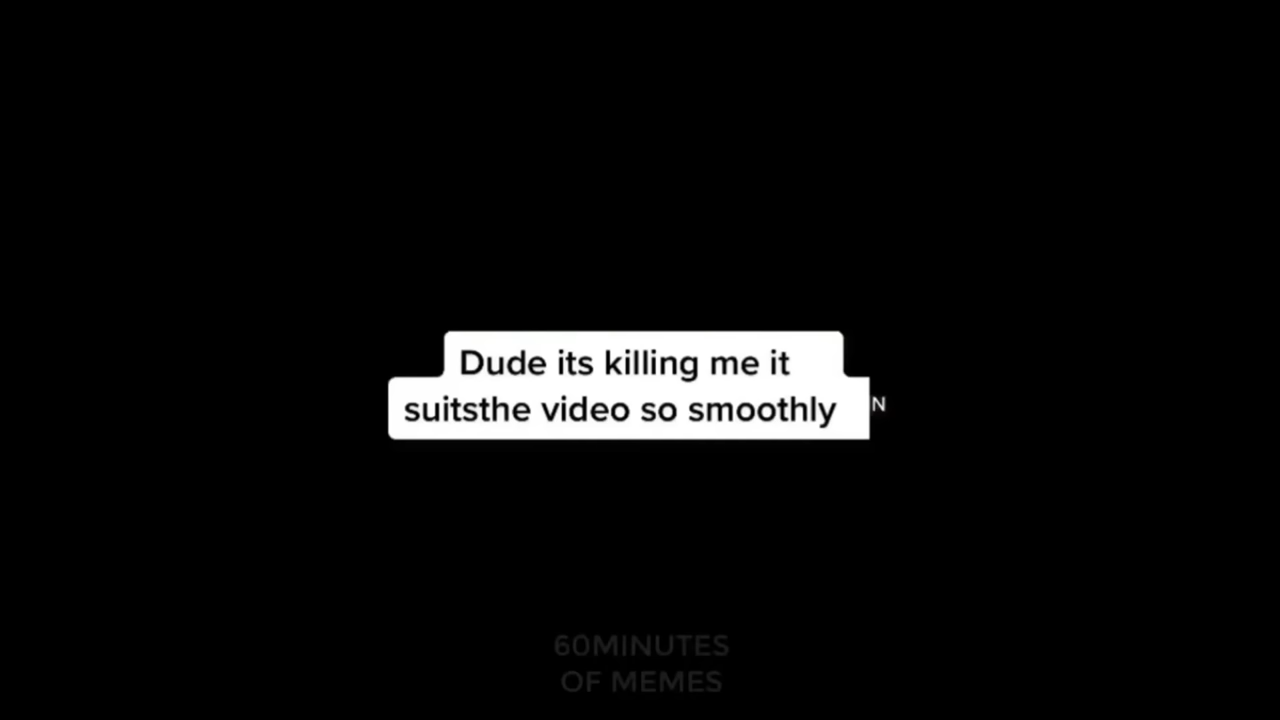 Dude its killing me it
suitsthe video so smoothly
N
60MINUTES
OF MEMES